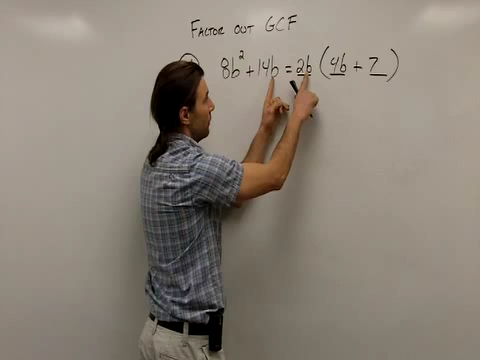 Factor out GCF
8b² + 14b = 2b (4b + 7)